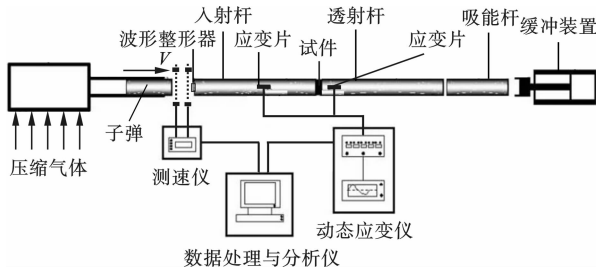 入射杆
透射杆
吸能杆
波形整形器
应变片
试件
应变片
缓冲装置
V
子弹
压缩气体
测速仪
动态应变仪
数据处理与分析仪